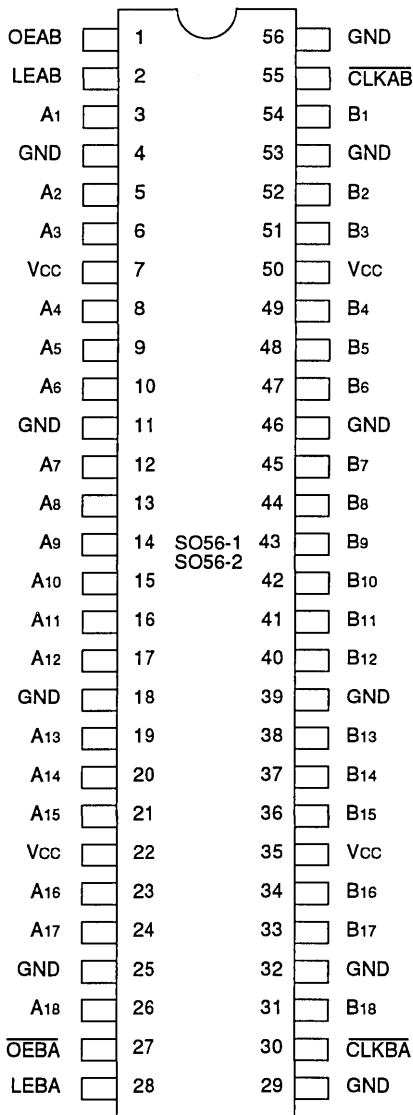 OEAB 1 56 GND
LEAB 2 55 CLKAB
A1 3 54 B1
GND 4 53 GND
A2 5 52 B2
A3 6 51 B3
VCC 7 50 VCC
A4 8 49 B4
A5 9 48 B5
A6 10 47 B6
GND 11 46 GND
A7 12 45 B7
A8 13 44 B8
A9 14 SO56-1 43 B9
SO56-2
A10 15 42 B10
A11 16 41 B11
A12 17 40 B12
GND 18 39 GND
A13 19 38 B13
A14 20 37 B14
A15 21 36 B15
VCC 22 35 VCC
A16 23 34 B16
A17 24 33 B17
GND 25 32 GND
A18 26 31 B18
OEBA 27 30 CLKBA
LEBA 28 29 GND